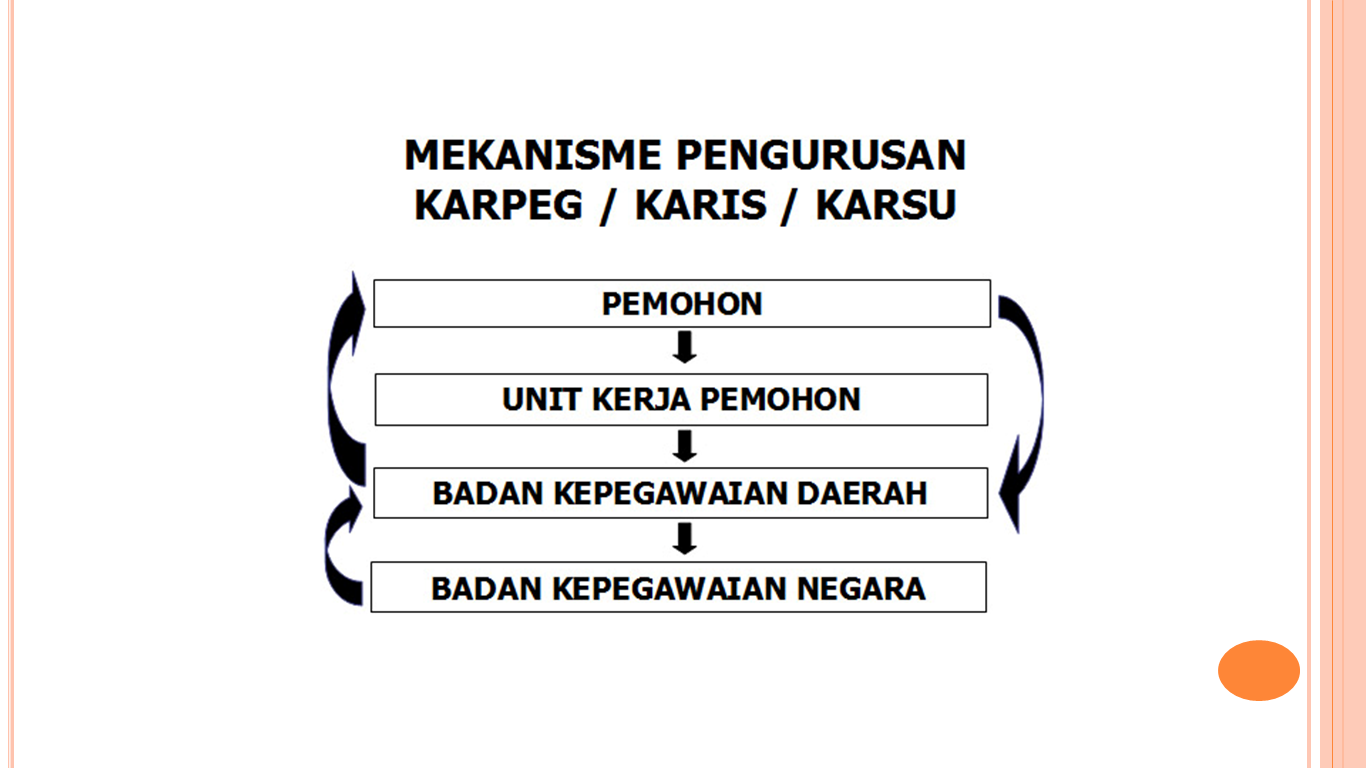 MEKANISME PENGURUSAN
KARPEG / KARIS / KARSU
PEMOHON
UNIT KERJA PEMOHON
BADAN KEPEGAWAIAN DAERAH
BADAN KEPEGAWAIAN NEGARA